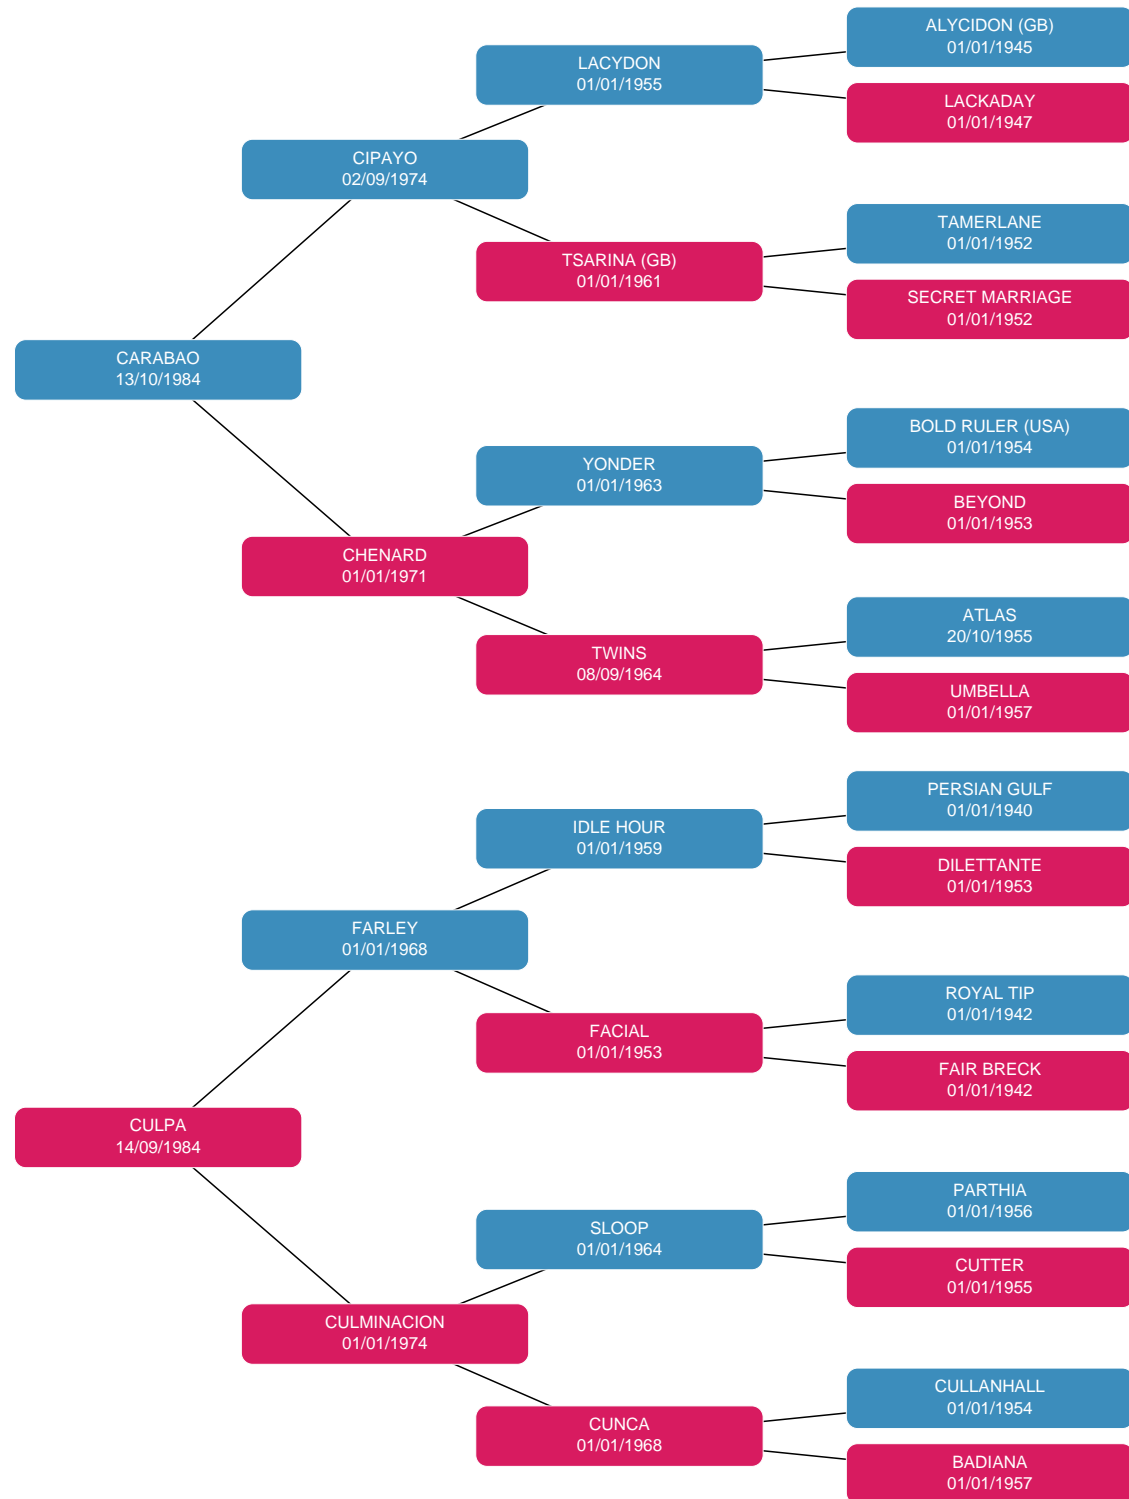 ALYCIDON (GB)
01/01/1945
LACYDON
01/01/1955
LACKADAY
01/01/1947
CIPAYO
02/09/1974
TAMERLANE
01/01/1952
TSARINA (GB)
01/01/1961
SECRET MARRIAGE
01/01/1952
CARABAO
13/10/1984
BOLD RULER (USA)
01/01/1954
YONDER
01/01/1963
BEYOND
01/01/1953
CHENARD
01/01/1971
ATLAS
20/10/1955
TWINS
08/09/1964
UMBELLA
01/01/1957
PERSIAN GULF
01/01/1940
IDLE HOUR
01/01/1959
DILETTANTE
01/01/1953
FARLEY
01/01/1968
ROYAL TIP
01/01/1942
FACIAL
01/01/1953
FAIR BRECK
01/01/1942
CULPA
14/09/1984
PARTHIA
01/01/1956
SLOOP
01/01/1964
CUTTER
01/01/1955
CULMINACION
01/01/1974
CULLANHALL
01/01/1954
CUNCA
01/01/1968
BADIANA
01/01/1957